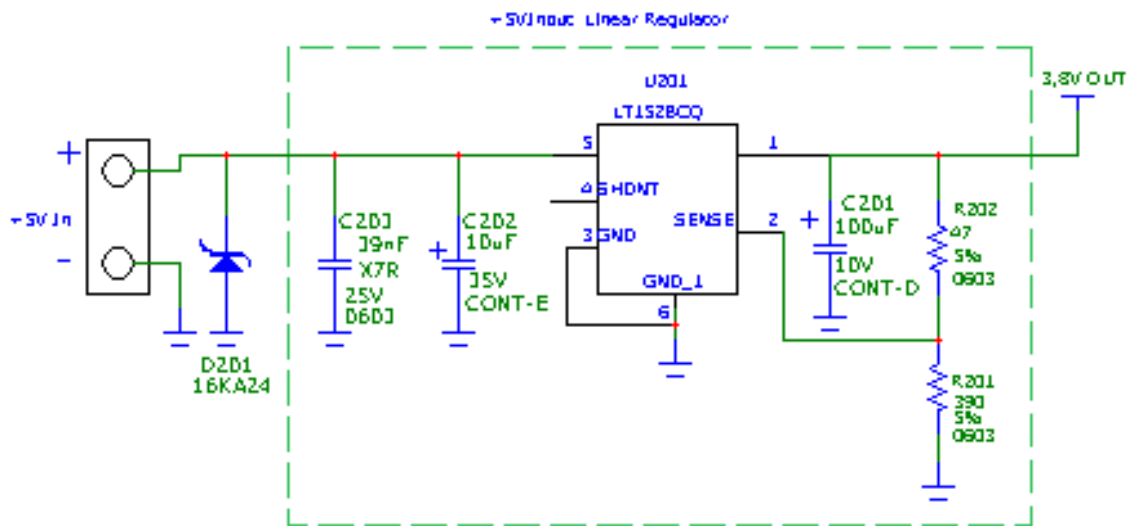 +5V Input Linear Regulator
U201
LT1528CQ
3,8V OUT
+
+5V In
-
5
4
SHDNT
3
GND
GND_1
6
1
SENSE
2
C203
39nF
X7R
25V
0603
+
C202
10uF
35V
CONT-E
+
C201
100uF
10V
CONT-D
R202
47
5%
0603
R201
390
5%
0603
D201
16KA24